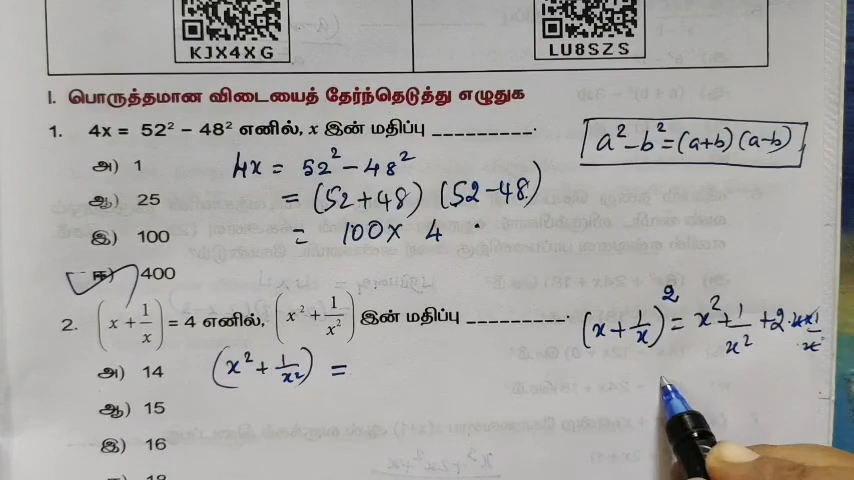 KJX4XG LU8SZS
I. பொருத்தமான விடையைத் தேர்ந்தெடுத்து எழுதுக
1. 4x = 52² − 48² எனில், x இன் மதிப்பு _________.
a² − b² = (a+b) (a−b)
அ) 1
4x = 52² − 48²
ஆ) 25
= (52 + 48) (52 − 48)
இ) 100
= 100 x 4
ஈ) 400
2. (x + 1/x) = 4 எனில், (x² + 1/x²) இன் மதிப்பு _________.
(x + 1/x)² = x² + 1/x² + 2·x×1/x
அ) 14
(x² + 1/x²) =
ஆ) 15
இ) 16